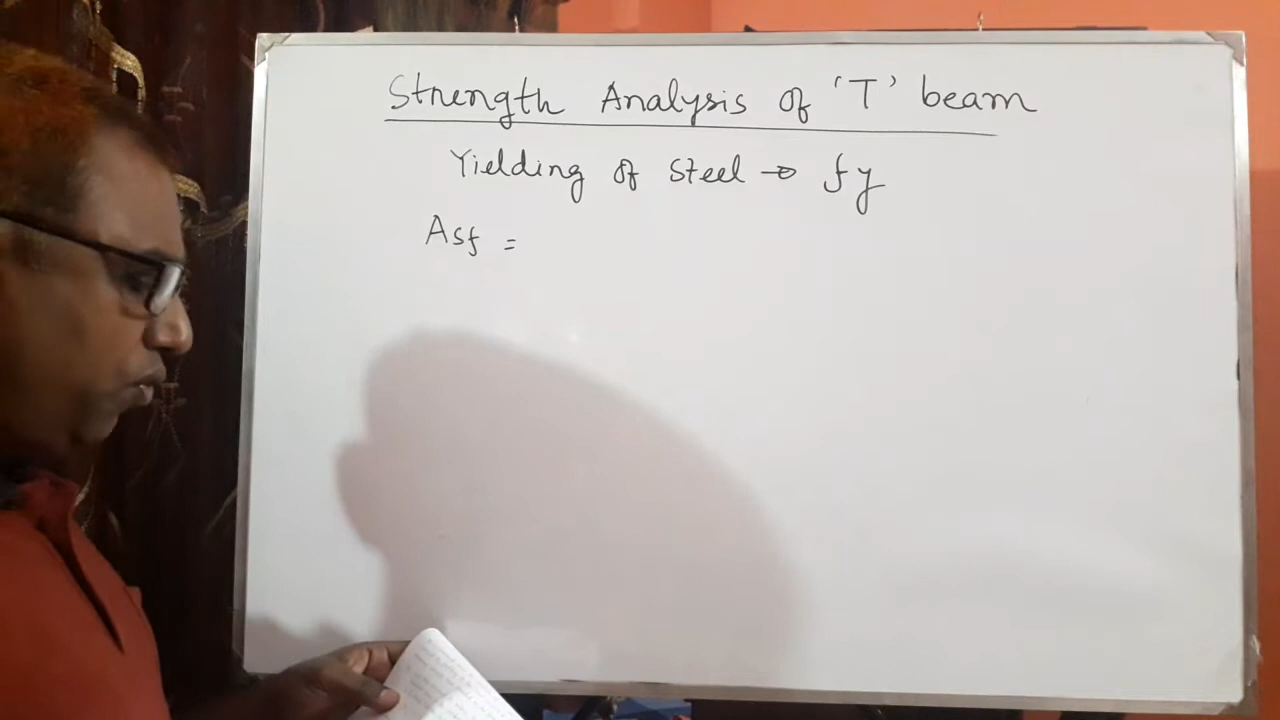 Strength Analysis of 'T' beam
Yielding of steel → fy
Asf =